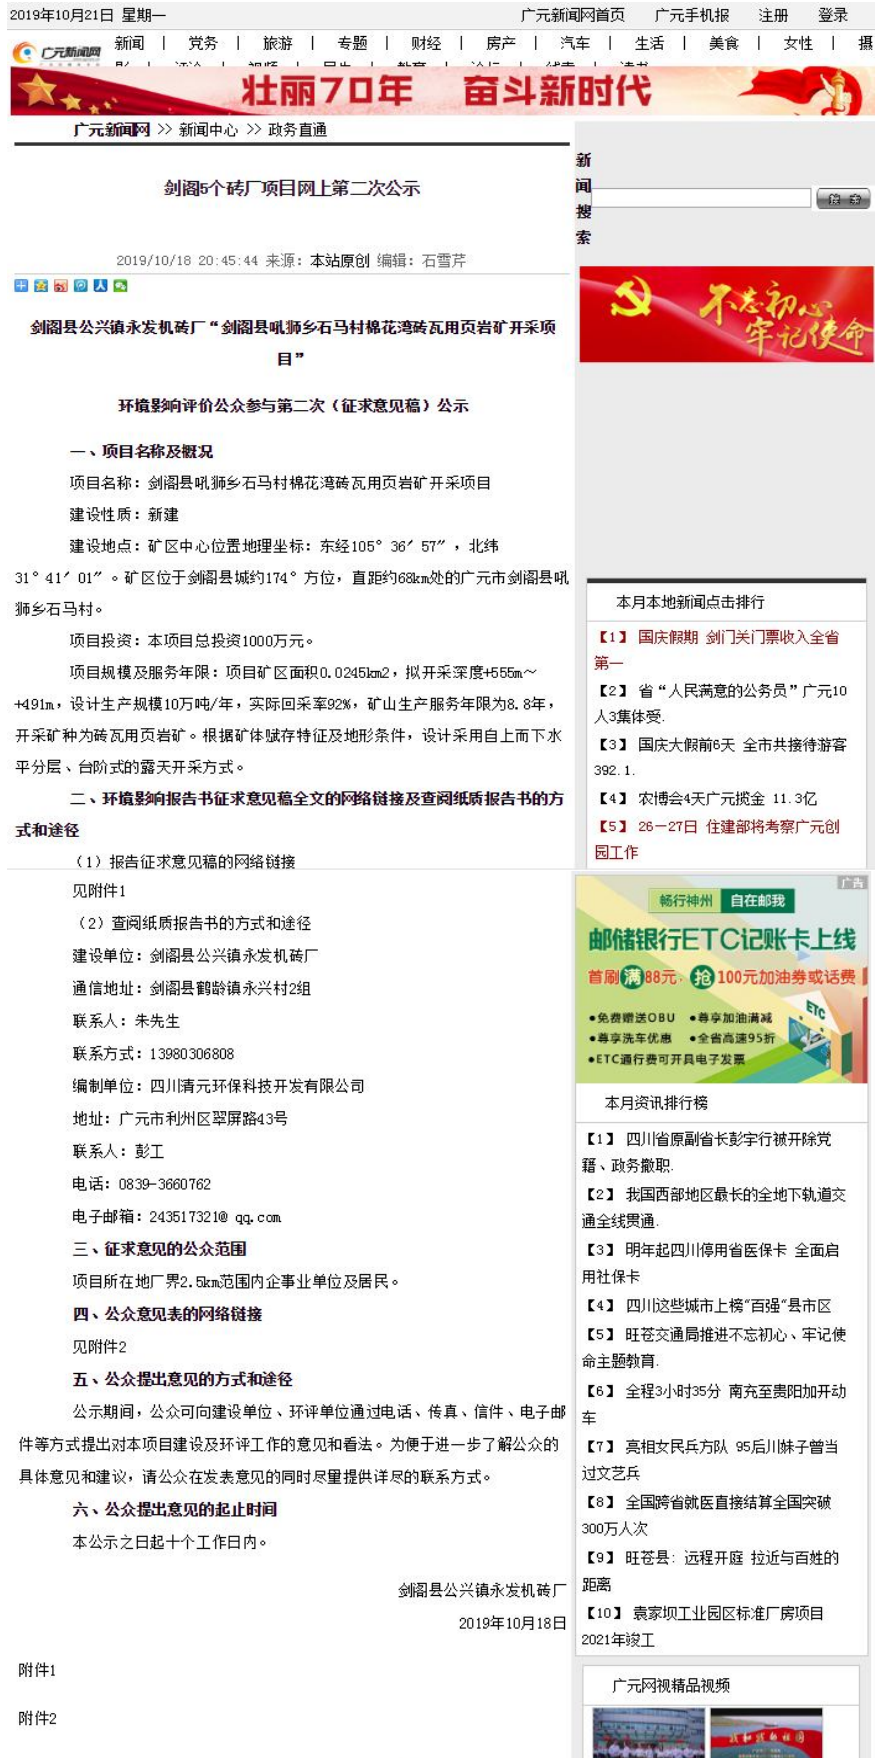 2019年10月21日 星期一
广元新闻网首页 广元手机报 注册 登录
广元新闻网
新闻 | 党务 | 旅游 | 专题 | 财经 | 房产 | 汽车 | 生活 | 美食 | 女性 | 摄
壮丽70年 奋斗新时代
广元新闻网 >> 新闻中心 >> 政务直通
剑阁5个砖厂项目网上第二次公示
2019/10/18 20:45:44 来源: 本站原创 编辑: 石雪芹
剑阁县公兴镇永发机砖厂“剑阁县吼狮乡石马村棉花湾砖瓦用页岩矿开采项
目”
环境影响评价公众参与第二次（征求意见稿）公示
一、项目名称及概况
项目名称: 剑阁县吼狮乡石马村棉花湾砖瓦用页岩矿开采项目
建设性质: 新建
建设地点: 矿区中心位置地理坐标: 东经105°36′57″，北纬
31°41′01″。矿区位于剑阁县城约174°方位，直距约68km处的广元市剑阁县吼
狮乡石马村。
项目投资: 本项目总投资1000万元。
项目规模及服务年限: 项目矿区面积0.0245km2，拟开采深度+555m～
+491m，设计生产规模10万吨/年，实际回采率92%，矿山生产服务年限为8.8年，
开采矿种为砖瓦用页岩矿。根据矿体赋存特征及地形条件，设计采用自上而下水
平分层、台阶式的露天开采方式。
二、环境影响报告书征求意见稿全文的网络链接及查阅纸质报告书的方
式和途径
（1）报告征求意见稿的网络链接
见附件1
（2）查阅纸质报告书的方式和途径
建设单位: 剑阁县公兴镇永发机砖厂
通信地址: 剑阁县鹤龄镇永兴村2组
联系人: 朱先生
联系方式: 13980306808
编制单位: 四川清元环保科技开发有限公司
地址: 广元市利州区翠屏路43号
联系人: 彭工
电话: 0839-3660762
电子邮箱: 243517321@ qq.com
三、征求意见的公众范围
项目所在地厂界2.5km范围内企事业单位及居民。
四、公众意见表的网络链接
见附件2
五、公众提出意见的方式和途径
公示期间，公众可向建设单位、环评单位通过电话、传真、信件、电子邮
件等方式提出对本项目建设及环评工作的意见和看法。为便于进一步了解公众的
具体意见和建议，请公众在发表意见的同时尽量提供详尽的联系方式。
六、公众提出意见的起止时间
本公示之日起十个工作日内。
剑阁县公兴镇永发机砖厂
2019年10月18日
附件1
附件2
新
闻
搜
索
搜 索
不忘初心
牢记使命
本月本地新闻点击排行
【1】 国庆假期 剑门关门票收入全省
第一
【2】 省“人民满意的公务员”广元10
人3集体受.
【3】 国庆大假前6天 全市共接待游客
392.1.
【4】 农博会4天广元揽金 11.3亿
【5】 26—27日 住建部将考察广元创
园工作
广告
畅行神州 自在邮我
邮储银行ETC记账卡上线
首刷满88元，抢100元加油券或话费
●免费赠送OBU ●尊享加油满减
●尊享洗车优惠 ●全省高速95折
●ETC通行费可开具电子发票
ETC
本月资讯排行榜
【1】 四川省原副省长彭宇行被开除党
籍、政务撤职.
【2】 我国西部地区最长的全地下轨道交
通全线贯通.
【3】 明年起四川停用省医保卡 全面启
用社保卡
【4】 四川这些城市上榜“百强”县市区
【5】 旺苍交通局推进不忘初心、牢记使
命主题教育.
【6】 全程3小时35分 南充至贵阳加开动
车
【7】 亮相女民兵方队 95后川妹子曾当
过文艺兵
【8】 全国跨省就医直接结算全国突破
300万人次
【9】 旺苍县: 远程开庭 拉近与百姓的
距离
【10】 袁家坝工业园区标准厂房项目
2021年竣工
广元网视精品视频
我和我的祖国